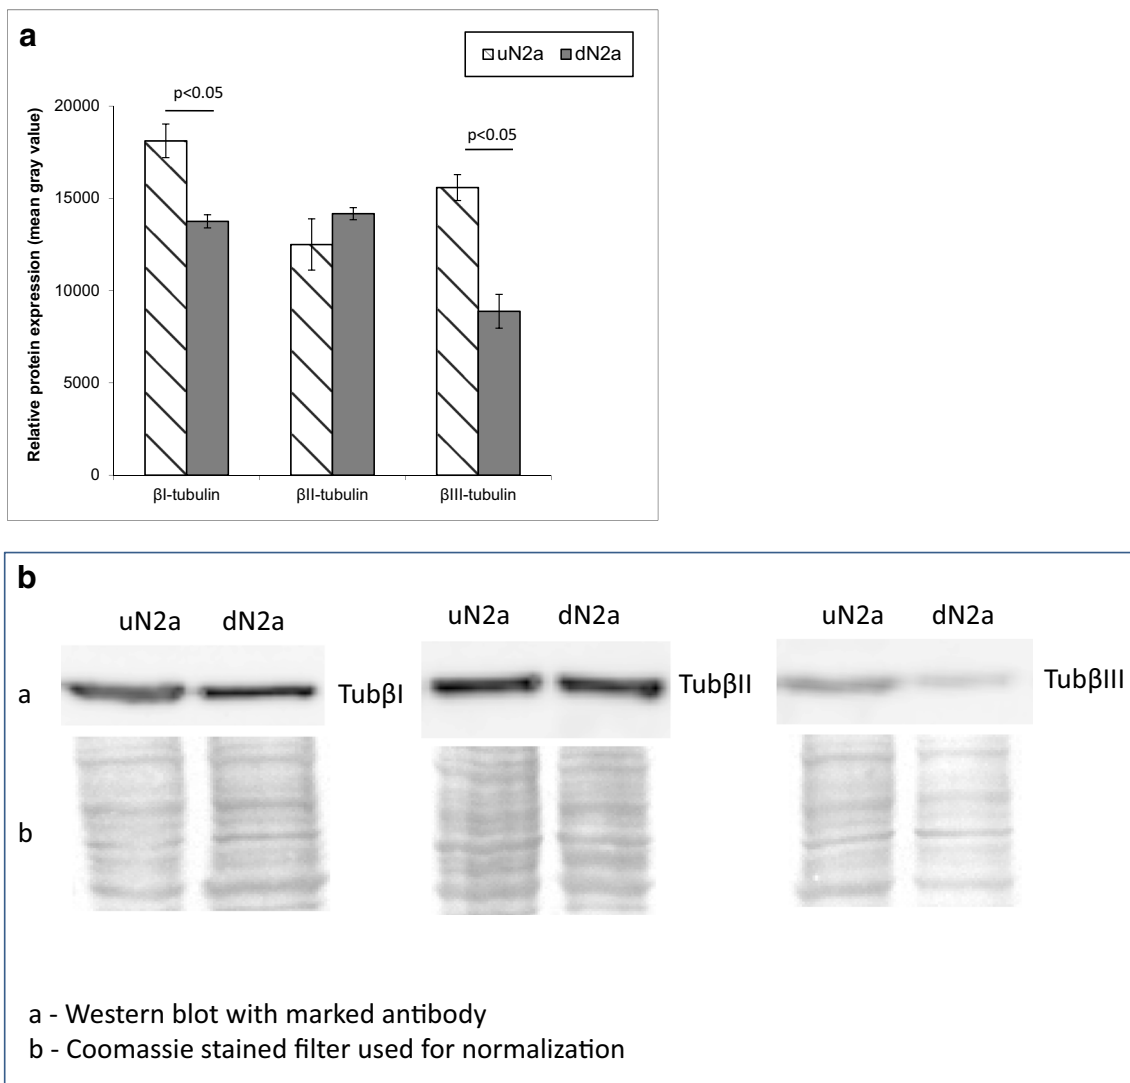 a
uN2a dN2a
p<0.05
p<0.05
Relative protein expression (mean gray value)
20000
15000
10000
5000
0
βI-tubulin βII-tubulin βIII-tubulin
b
uN2a dN2a uN2a dN2a uN2a dN2a
a TubβI TubβII TubβIII
b
a - Western blot with marked antibody
b - Coomassie stained filter used for normalization